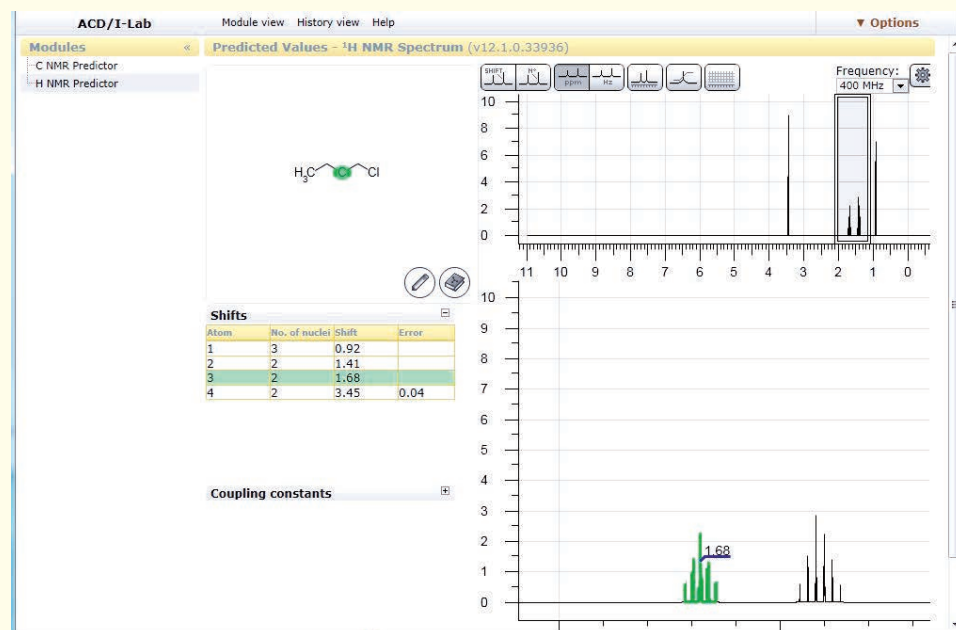 ACD/I-Lab
Module view History view Help
▼ Options
Modules «
C NMR Predictor
H NMR Predictor
Predicted Values - ¹H NMR Spectrum (v12.1.0.33936)
SHIFT
N°
ppm
Hz
Frequency:
400 MHz
H₃C C Cl
10
8
6
4
2
0
11 10 9 8 7 6 5 4 3 2 1 0
Shifts
Atom No. of nuclei Shift Error
1 3 0.92
2 2 1.41
3 2 1.68
4 2 3.45 0.04
Coupling constants
10
9
8
7
6
5
4
3
2
1
0
1.68